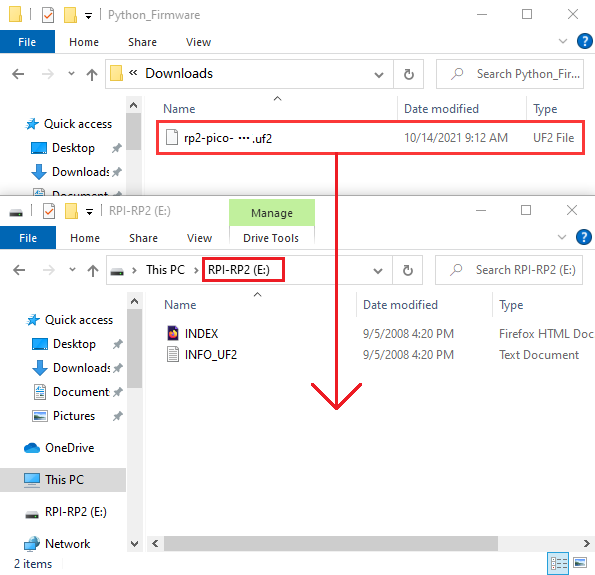 Python_Firmware
File Home Share View
« Downloads Search Python_Fir...
Name Date modified Type
Quick access
rp2-pico- ....uf2 10/14/2021 9:12 AM UF2 File
Desktop
Downloads
RPI-RP2 (E:) Manage
File Home Share View Drive Tools
This PC RPI-RP2 (E:) Search RPI-RP2 (E:)
Name Date modified Type
Quick access
INDEX 9/5/2008 4:20 PM Firefox HTML Doc
Desktop
INFO_UF2 9/5/2008 4:20 PM Text Document
Downloads
Document
Pictures
OneDrive
This PC
RPI-RP2 (E:)
Network
2 items